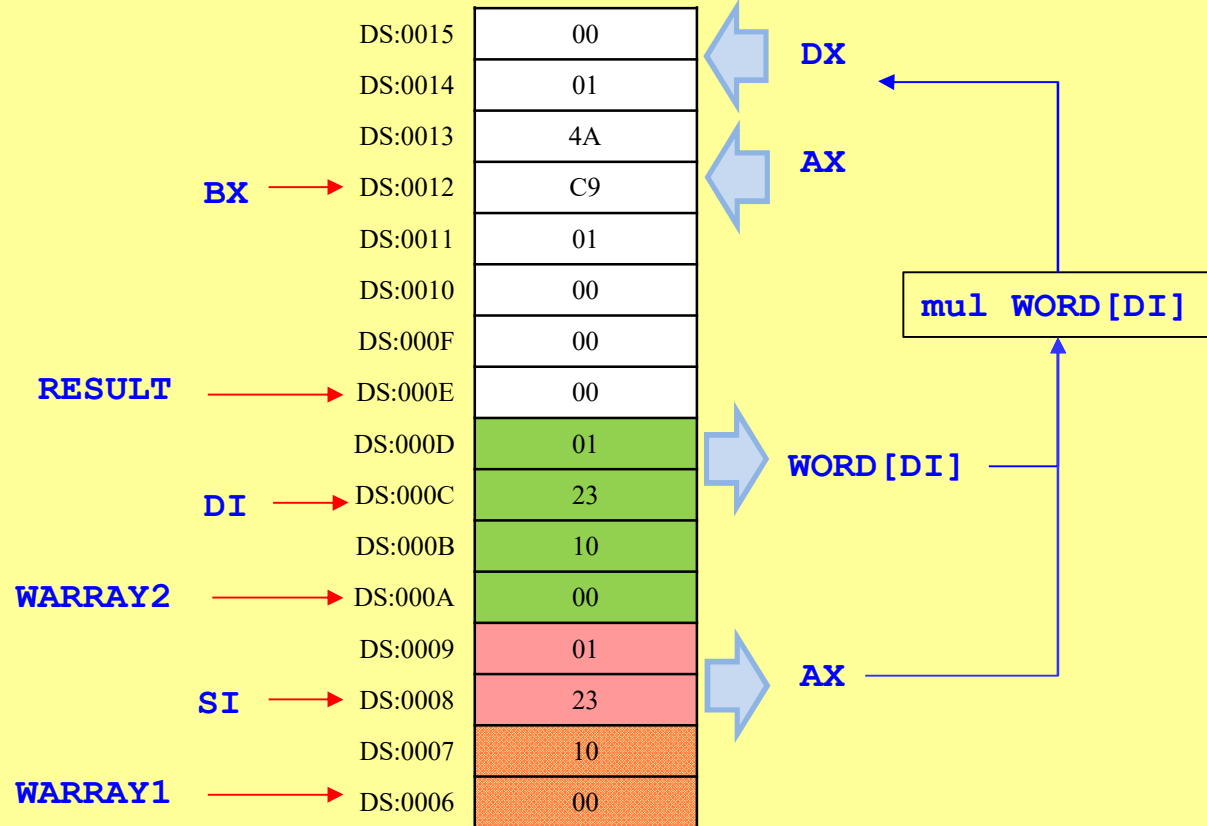 DS:0015 00
DX
DS:0014 01
DS:0013 4A
AX
BX DS:0012 C9
DS:0011 01
DS:0010 00
mul WORD[DI]
DS:000F 00
RESULT DS:000E 00
DS:000D 01
WORD[DI]
DI DS:000C 23
DS:000B 10
WARRAY2 DS:000A 00
DS:0009 01
AX
SI DS:0008 23
DS:0007 10
WARRAY1 DS:0006 00